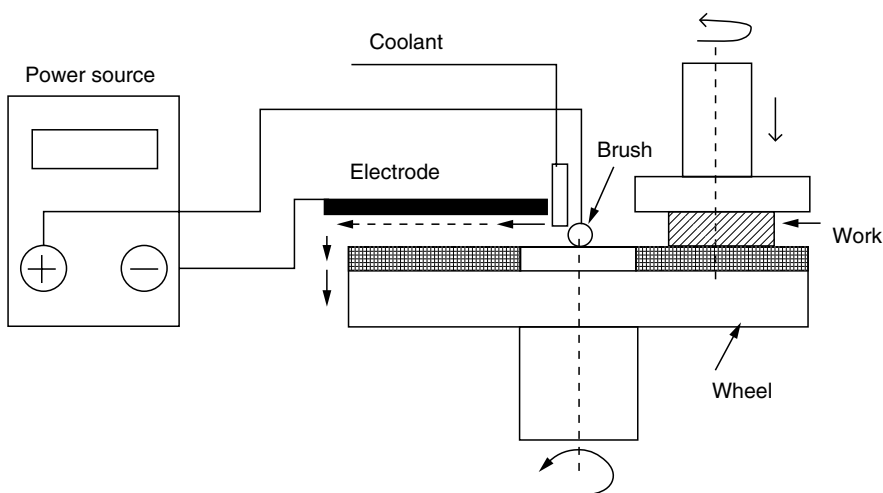 Coolant
Power source
Brush
Electrode
Work
+
−
Wheel